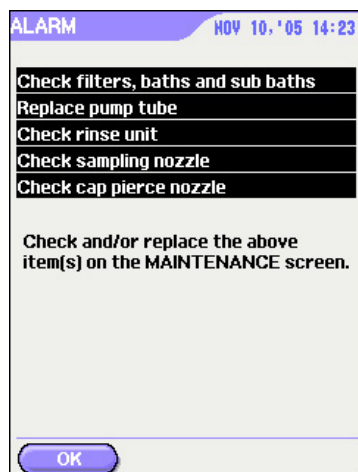 ALARM
NOV 10,'05 14:23
Check filters, baths and sub baths
Replace pump tube
Check rinse unit
Check sampling nozzle
Check cap pierce nozzle
Check and/or replace the above
item(s) on the MAINTENANCE screen.
OK